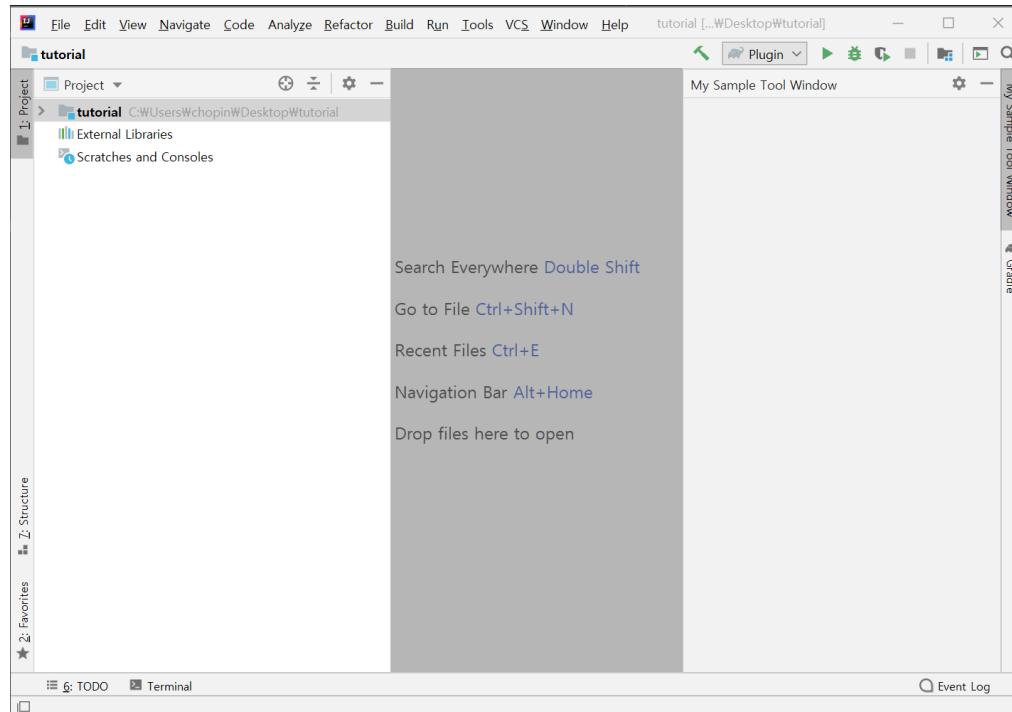 File Edit View Navigate Code Analyze Refactor Build Run Tools VCS Window Help tutorial [...₩Desktop₩tutorial]
tutorial
Plugin
1: Project
Project
tutorial C:₩Users₩chopin₩Desktop₩tutorial
External Libraries
Scratches and Consoles
Search Everywhere Double Shift
Go to File Ctrl+Shift+N
Recent Files Ctrl+E
Navigation Bar Alt+Home
Drop files here to open
My Sample Tool Window
My Sample Tool Window
Gradle
Z: Structure
2: Favorites
6: TODO
Terminal
Event Log